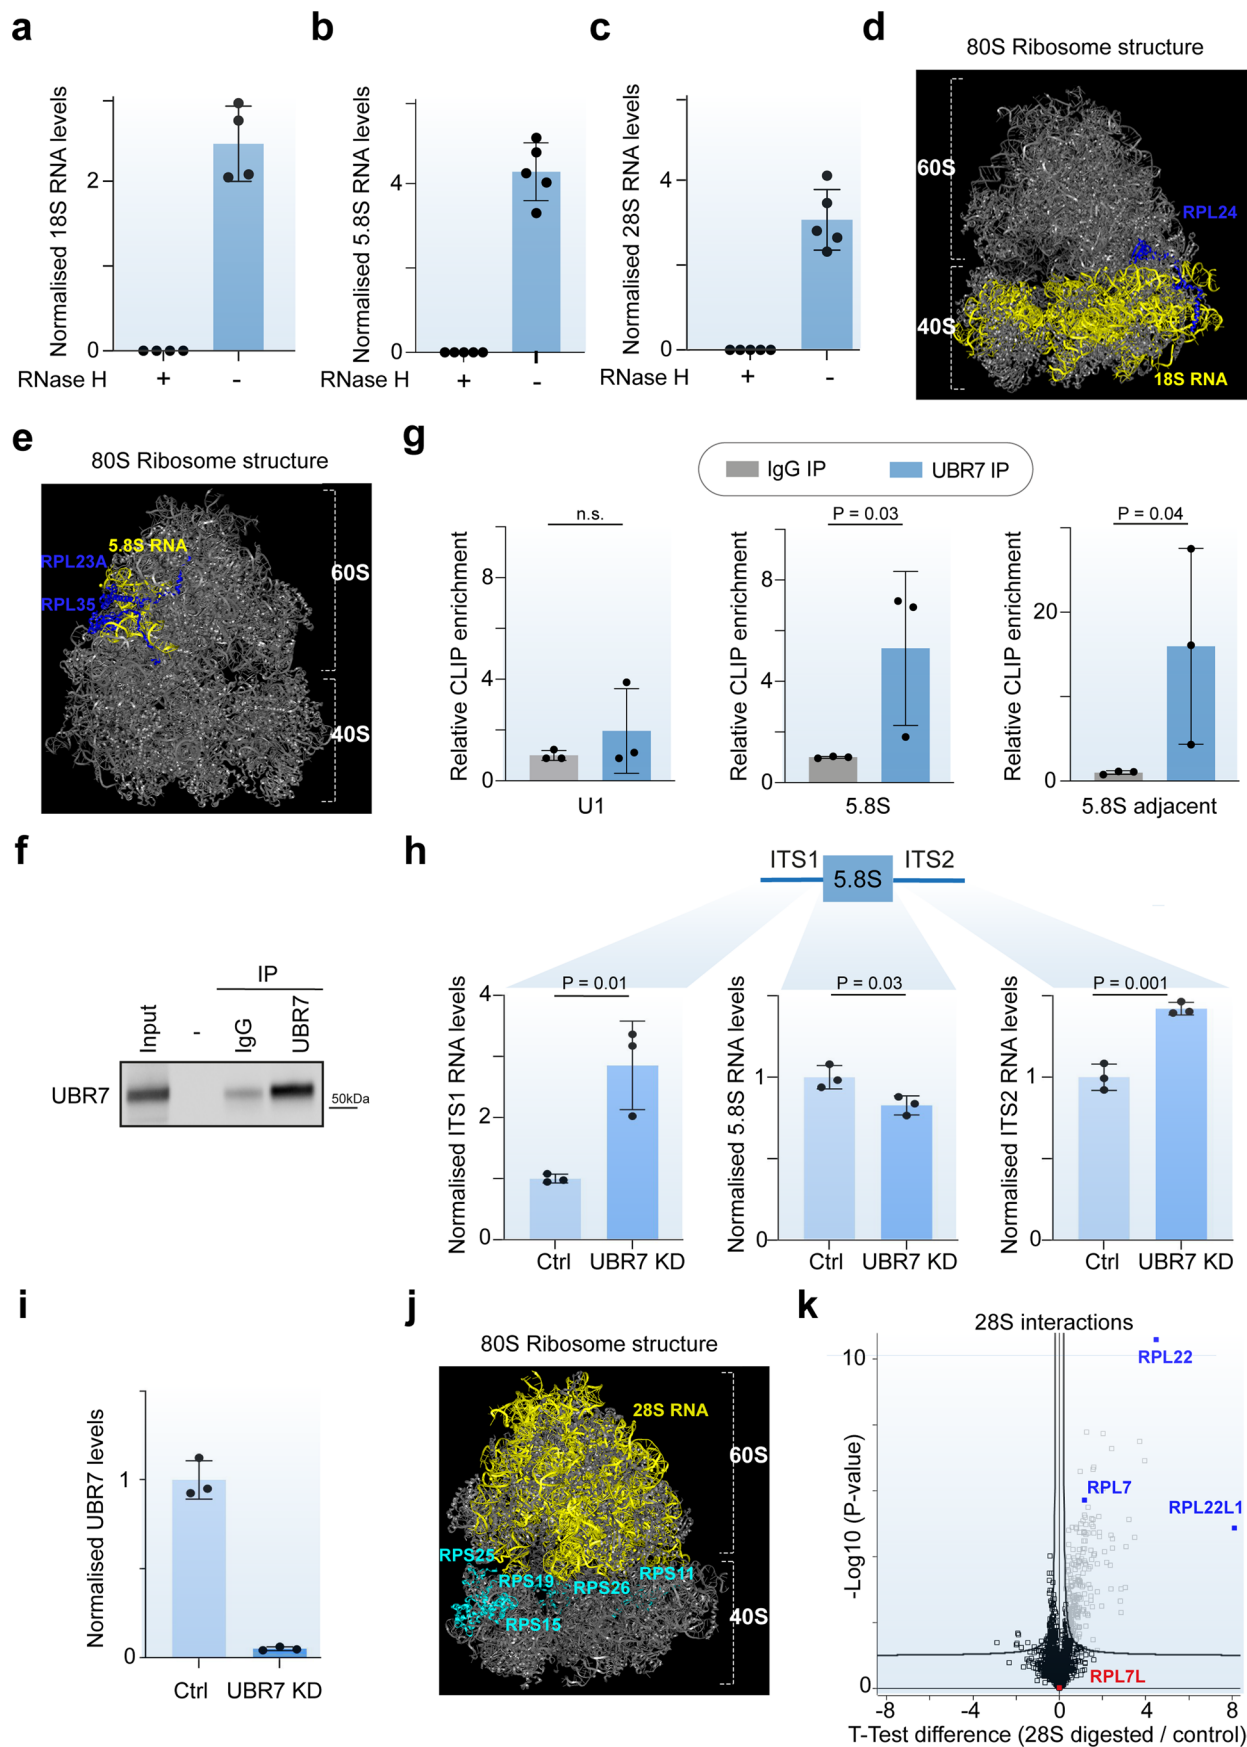 a
Normalised 18S RNA levels
2
0
RNase H
+
-
b
Normalised 5.8S RNA levels
4
0
RNase H
+
-
c
Normalised 28S RNA levels
4
0
RNase H
+
-
d
80S Ribosome structure
60S
RPL24
40S
18S RNA
e
80S Ribosome structure
5.8S RNA
RPL23A
60S
RPL35
40S
g
IgG IP
UBR7 IP
Relative CLIP enrichment
n.s.
8
4
0
U1
Relative CLIP enrichment
P = 0.03
8
4
0
5.8S
Relative CLIP enrichment
P = 0.04
20
0
5.8S adjacent
f
IP
Input
-
IgG
UBR7
UBR7
50kDa
h
ITS1
5.8S
ITS2
Normalised ITS1 RNA levels
P = 0.01
4
2
0
Ctrl
UBR7 KD
Normalised 5.8S RNA levels
P = 0.03
1
0
Ctrl
UBR7 KD
Normalised ITS2 RNA levels
P = 0.001
1
0
Ctrl
UBR7 KD
i
Normalised UBR7 levels
1
0
Ctrl
UBR7 KD
j
80S Ribosome structure
28S RNA
60S
RPS25
RPS19
RPS26
RPS11
RPS15
40S
k
28S interactions
-Log10 (P-value)
10
0
RPL22
RPL7
RPL22L1
RPL7L
-8
-4
0
4
8
T-Test difference (28S digested / control)